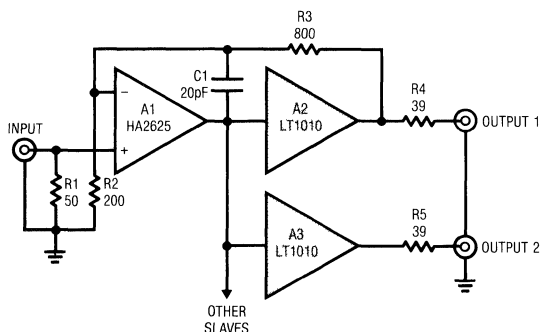 R3
800
C1
20pF
A1
HA2625
−
+
A2
LT1010
R4
39
OUTPUT 1
INPUT
R1
50
R2
200
A3
LT1010
R5
39
OUTPUT 2
OTHER
SLAVES